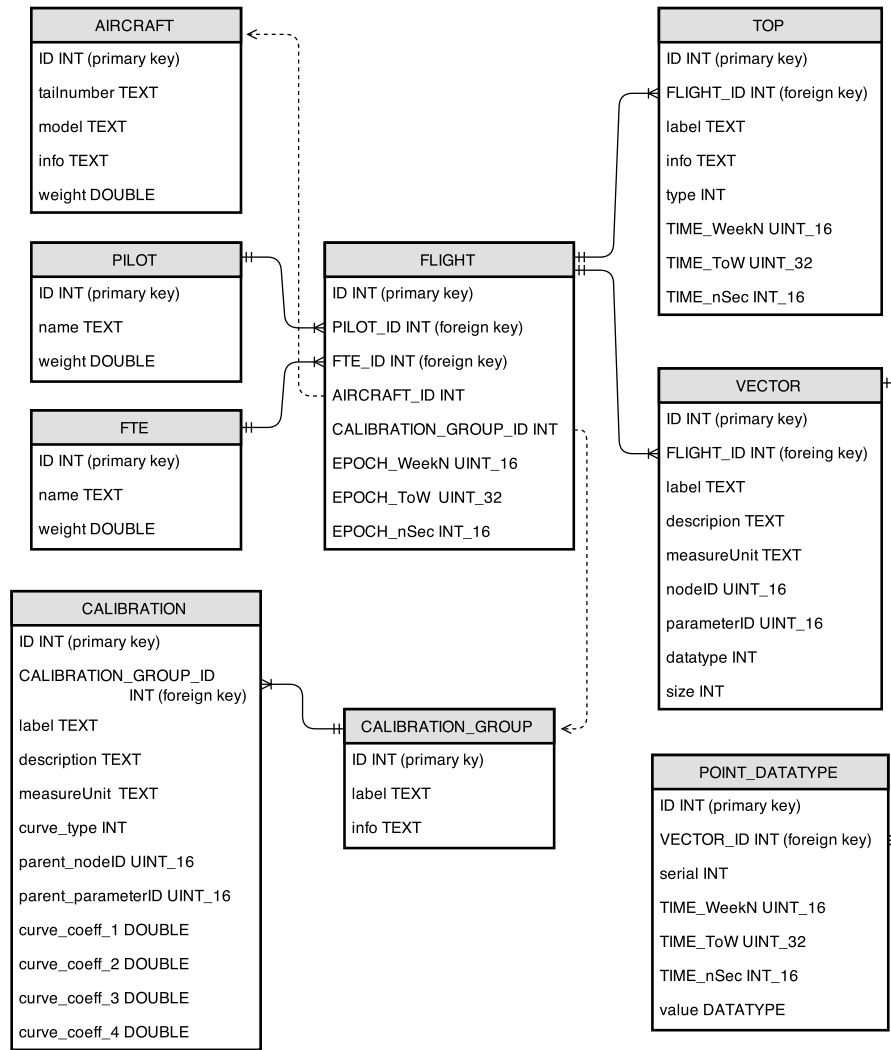 AIRCRAFT
ID INT (primary key)
tailnumber TEXT
model TEXT
info TEXT
weight DOUBLE
PILOT
ID INT (primary key)
name TEXT
weight DOUBLE
FTE
ID INT (primary key)
name TEXT
weight DOUBLE
FLIGHT
ID INT (primary key)
PILOT_ID INT (foreign key)
FTE_ID INT (foreign key)
AIRCRAFT_ID INT
CALIBRATION_GROUP_ID INT
EPOCH_WeekN UINT_16
EPOCH_ToW  UINT_32
EPOCH_nSec INT_16
TOP
ID INT (primary key)
FLIGHT_ID INT (foreign key)
label TEXT
info TEXT
type INT
TIME_WeekN UINT_16
TIME_ToW UINT_32
TIME_nSec INT_16
VECTOR
ID INT (primary key)
FLIGHT_ID INT (foreing key)
label TEXT
descripion TEXT
measureUnit TEXT
nodeID UINT_16
parameterID UINT_16
datatype INT
size INT
CALIBRATION
ID INT (primary key)
CALIBRATION_GROUP_ID
INT (foreign key)
label TEXT
description TEXT
measureUnit  TEXT
curve_type INT
parent_nodeID UINT_16
parent_parameterID UINT_16
curve_coeff_1 DOUBLE
curve_coeff_2 DOUBLE
curve_coeff_3 DOUBLE
curve_coeff_4 DOUBLE
CALIBRATION_GROUP
ID INT (primary ky)
label TEXT
info TEXT
POINT_DATATYPE
ID INT (primary key)
VECTOR_ID INT (foreign key)
serial INT
TIME_WeekN UINT_16
TIME_ToW UINT_32
TIME_nSec INT_16
value DATATYPE